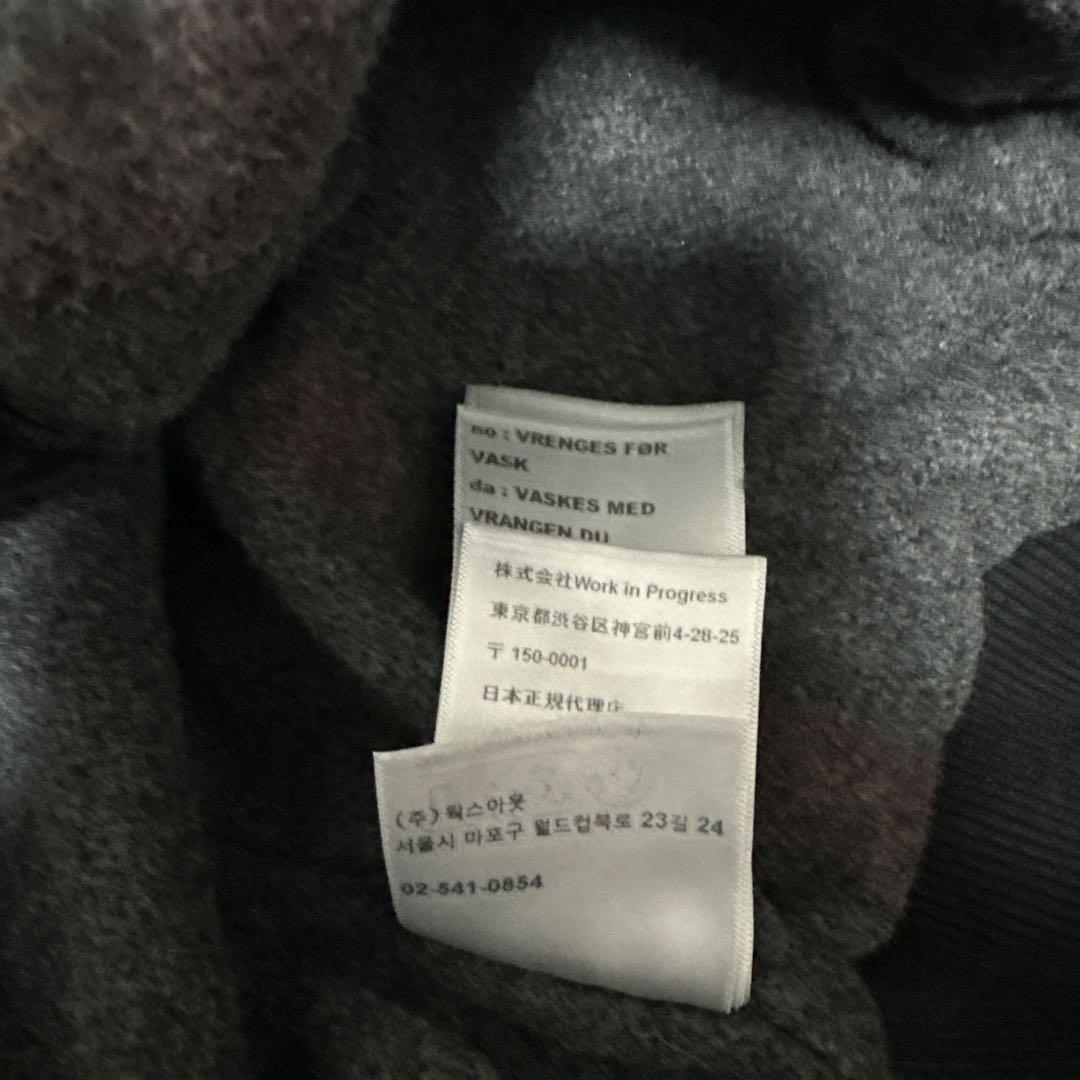 no : VRENGES FØR
VASK
da : VASKES MED
VRANGEN DU
株式会社Work in Progress
東京都渋谷区神宮前4-28-25
〒 150-0001
日本正規代理店
(주) 웍스아웃
서울시 마포구 월드컵북로 23길 24
02-541-0854